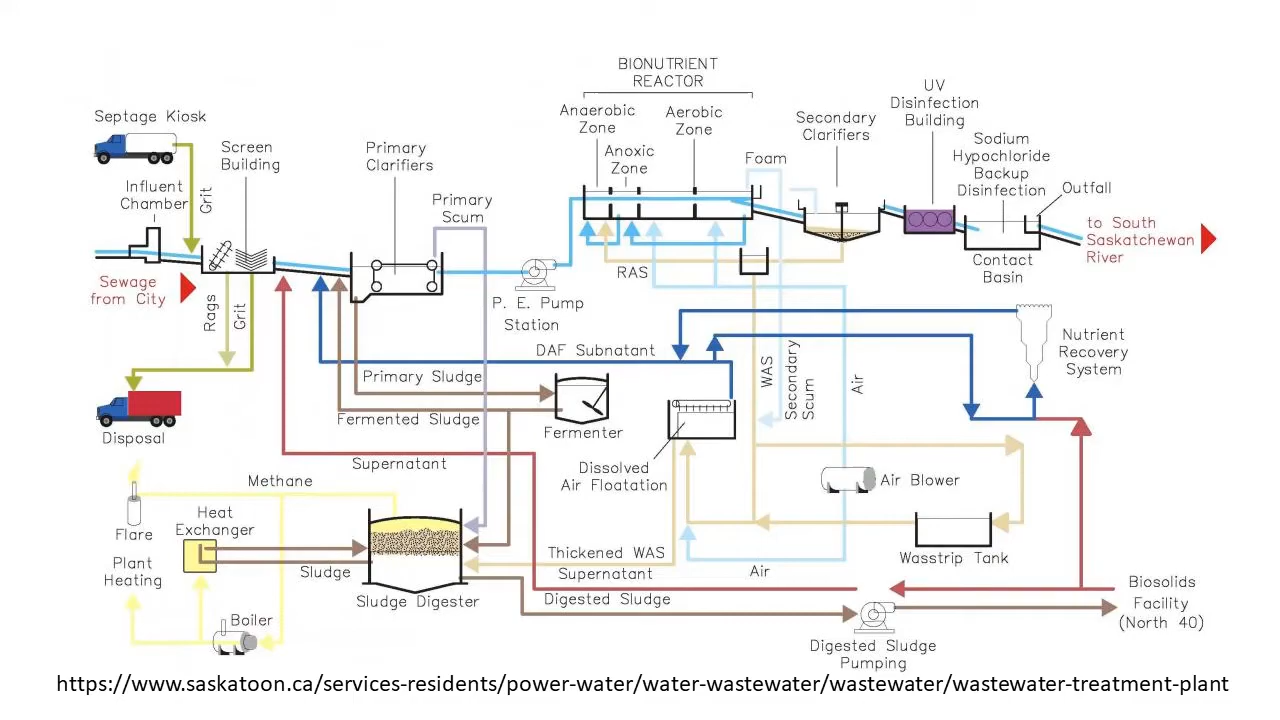 BIONUTRIENT
REACTOR
Septage Kiosk
Screen
Building
Primary
Clarifiers
Anaerobic
Zone
Anoxic
Zone
Aerobic
Zone
Foam
Secondary
Clarifiers
UV
Disinfection
Building
Sodium
Hypochloride
Backup
Disinfection
Outfall
Influent
Chamber
Grit
Primary
Scum
Sewage
from City
RAS
Contact
Basin
to South
Saskatchewan
River
P. E. Pump
Station
Rags
Grit
DAF Subnatant
Nutrient
Recovery
System
WAS
Secondary
Scum
Air
Primary Sludge
Fermented Sludge
Fermenter
Disposal
Supernatant
Dissolved
Air Floatation
Air Blower
Methane
Flare
Heat
Exchanger
Plant
Heating
Sludge
Sludge Digester
Thickened WAS
Supernatant
Digested Sludge
Air
Wasstrip Tank
Boiler
Biosolids
Facility
(North 40)
Digested Sludge
Pumping
https://www.saskatoon.ca/services-residents/power-water/water-wastewater/wastewater/wastewater-treatment-plant